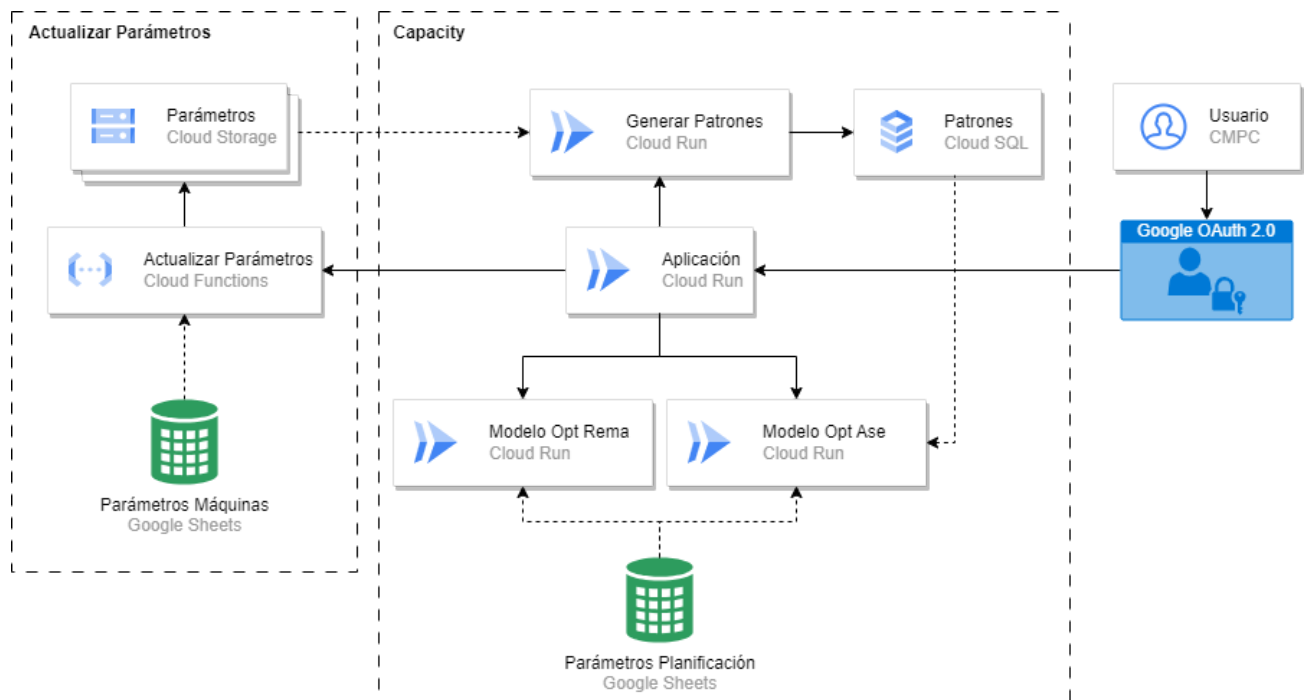 Actualizar Parámetros
Capacity
Parámetros
Cloud Storage
Generar Patrones
Cloud Run
Patrones
Cloud SQL
Usuario
CMPC
Google OAuth 2.0
Actualizar Parámetros
Cloud Functions
Aplicación
Cloud Run
Modelo Opt Rema
Cloud Run
Modelo Opt Ase
Cloud Run
Parámetros Máquinas
Google Sheets
Parámetros Planificación
Google Sheets